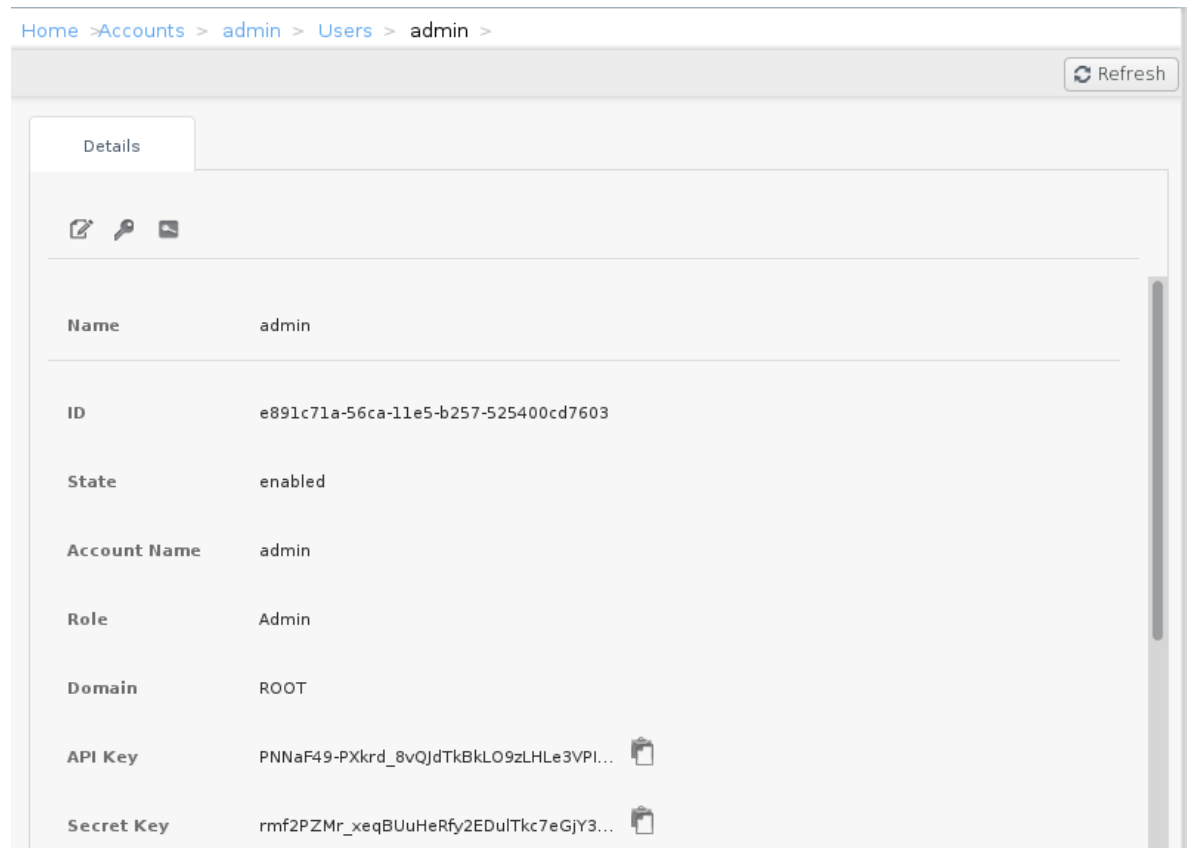 Home >Accounts > admin > Users > admin >
Refresh
Details
Name admin
ID e891c71a-56ca-11e5-b257-525400cd7603
State enabled
Account Name admin
Role Admin
Domain ROOT
API Key PNNaF49-PXkrd_8vQJdTkBkLO9zLHLe3VPI...
Secret Key rmf2PZMr_xeqBUuHeRfy2EDulTkc7eGjY3...